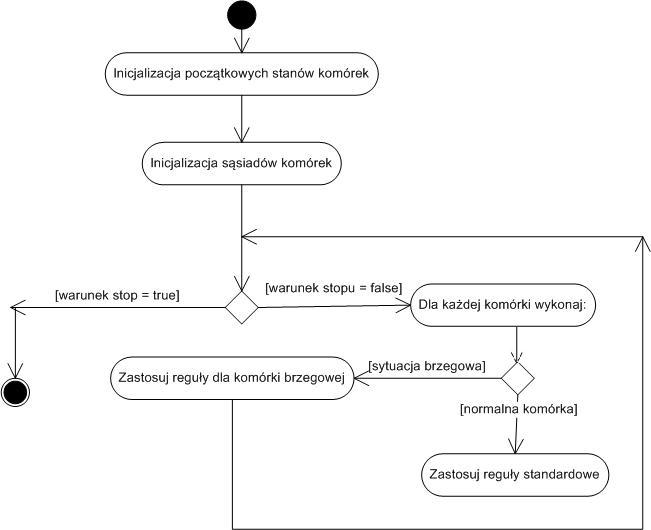 Inicjalizacja początkowych stanów komórek
Inicjalizacja sąsiadów komórek
[warunek stop = true]
[warunek stopu = false]
Dla każdej komórki wykonaj:
[sytuacja brzegowa]
Zastosuj reguły dla komórki brzegowej
[normalna komórka]
Zastosuj reguły standardowe